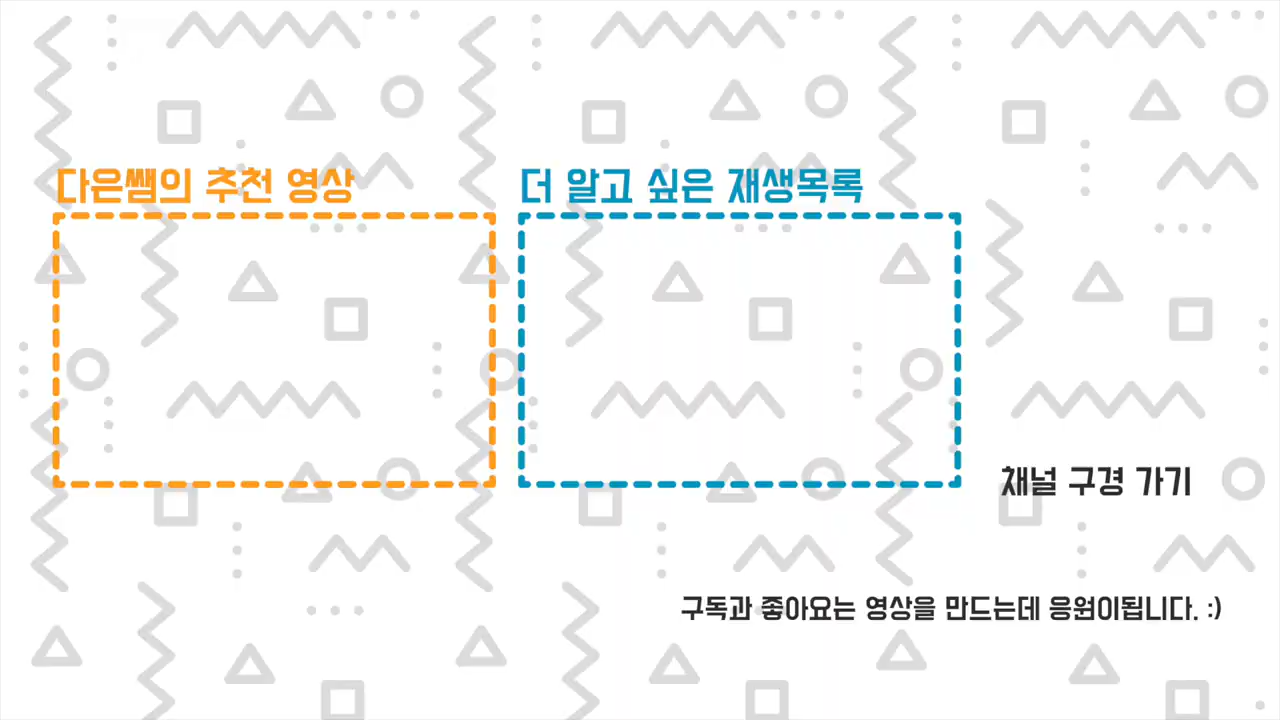 다은쌤의 추천 영상
더 알고 싶은 재생목록
채널 구경 가기
구독과 좋아요는 영상을 만드는데 응원이됩니다. :)